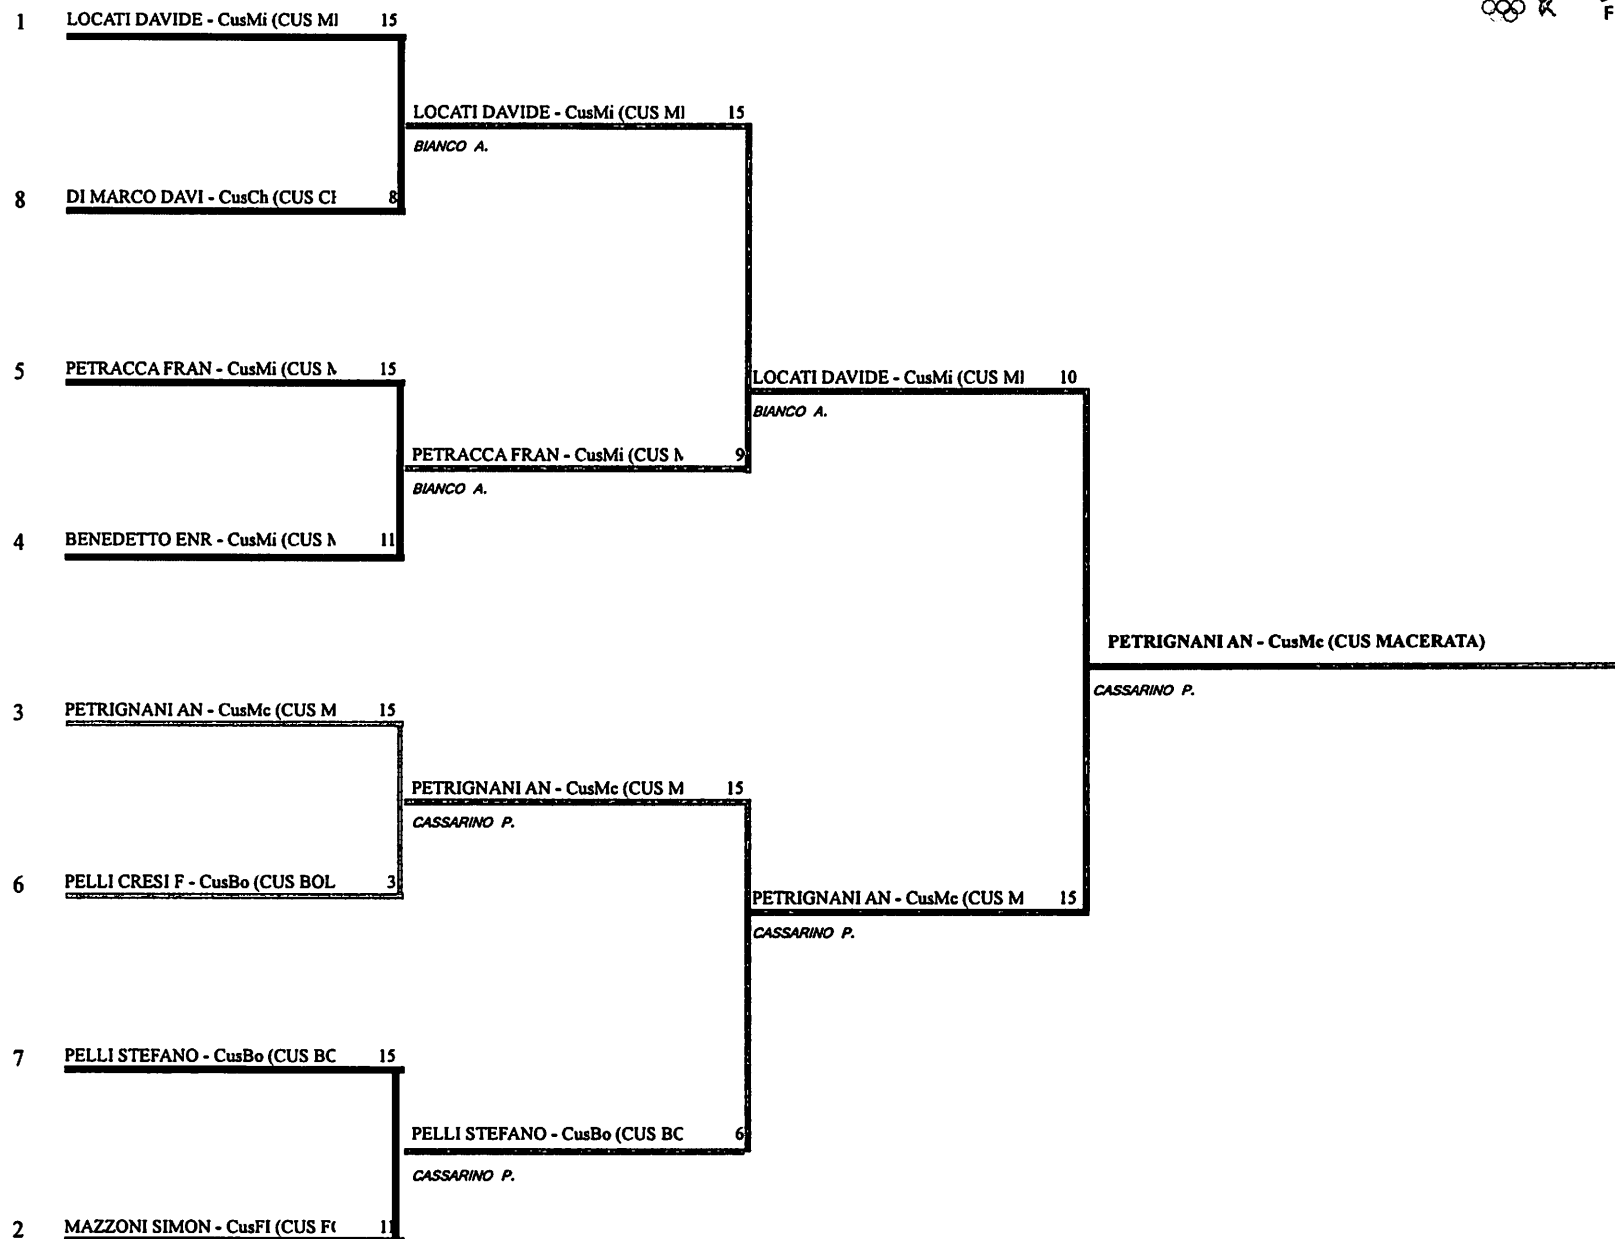 1 LOCATI DAVIDE - CusMi (CUS MI 15
LOCATI DAVIDE - CusMi (CUS MI 15
BIANCO A.
8 DI MARCO DAVI - CusCh (CUS CH 8
5 PETRACCA FRAN - CusMi (CUS M 15
LOCATI DAVIDE - CusMi (CUS MI 10
BIANCO A.
PETRACCA FRAN - CusMi (CUS M 9
BIANCO A.
4 BENEDETTO ENR - CusMi (CUS M 11
PETRIGNANI AN - CusMc (CUS MACERATA)
CASSARINO P.
3 PETRIGNANI AN - CusMc (CUS M 15
PETRIGNANI AN - CusMc (CUS M 15
CASSARINO P.
6 PELLI CRESI F - CusBo (CUS BOL 3
PETRIGNANI AN - CusMc (CUS M 15
CASSARINO P.
7 PELLI STEFANO - CusBo (CUS BO 15
PELLI STEFANO - CusBo (CUS BO 6
CASSARINO P.
2 MAZZONI SIMON - CusFI (CUS FO 11